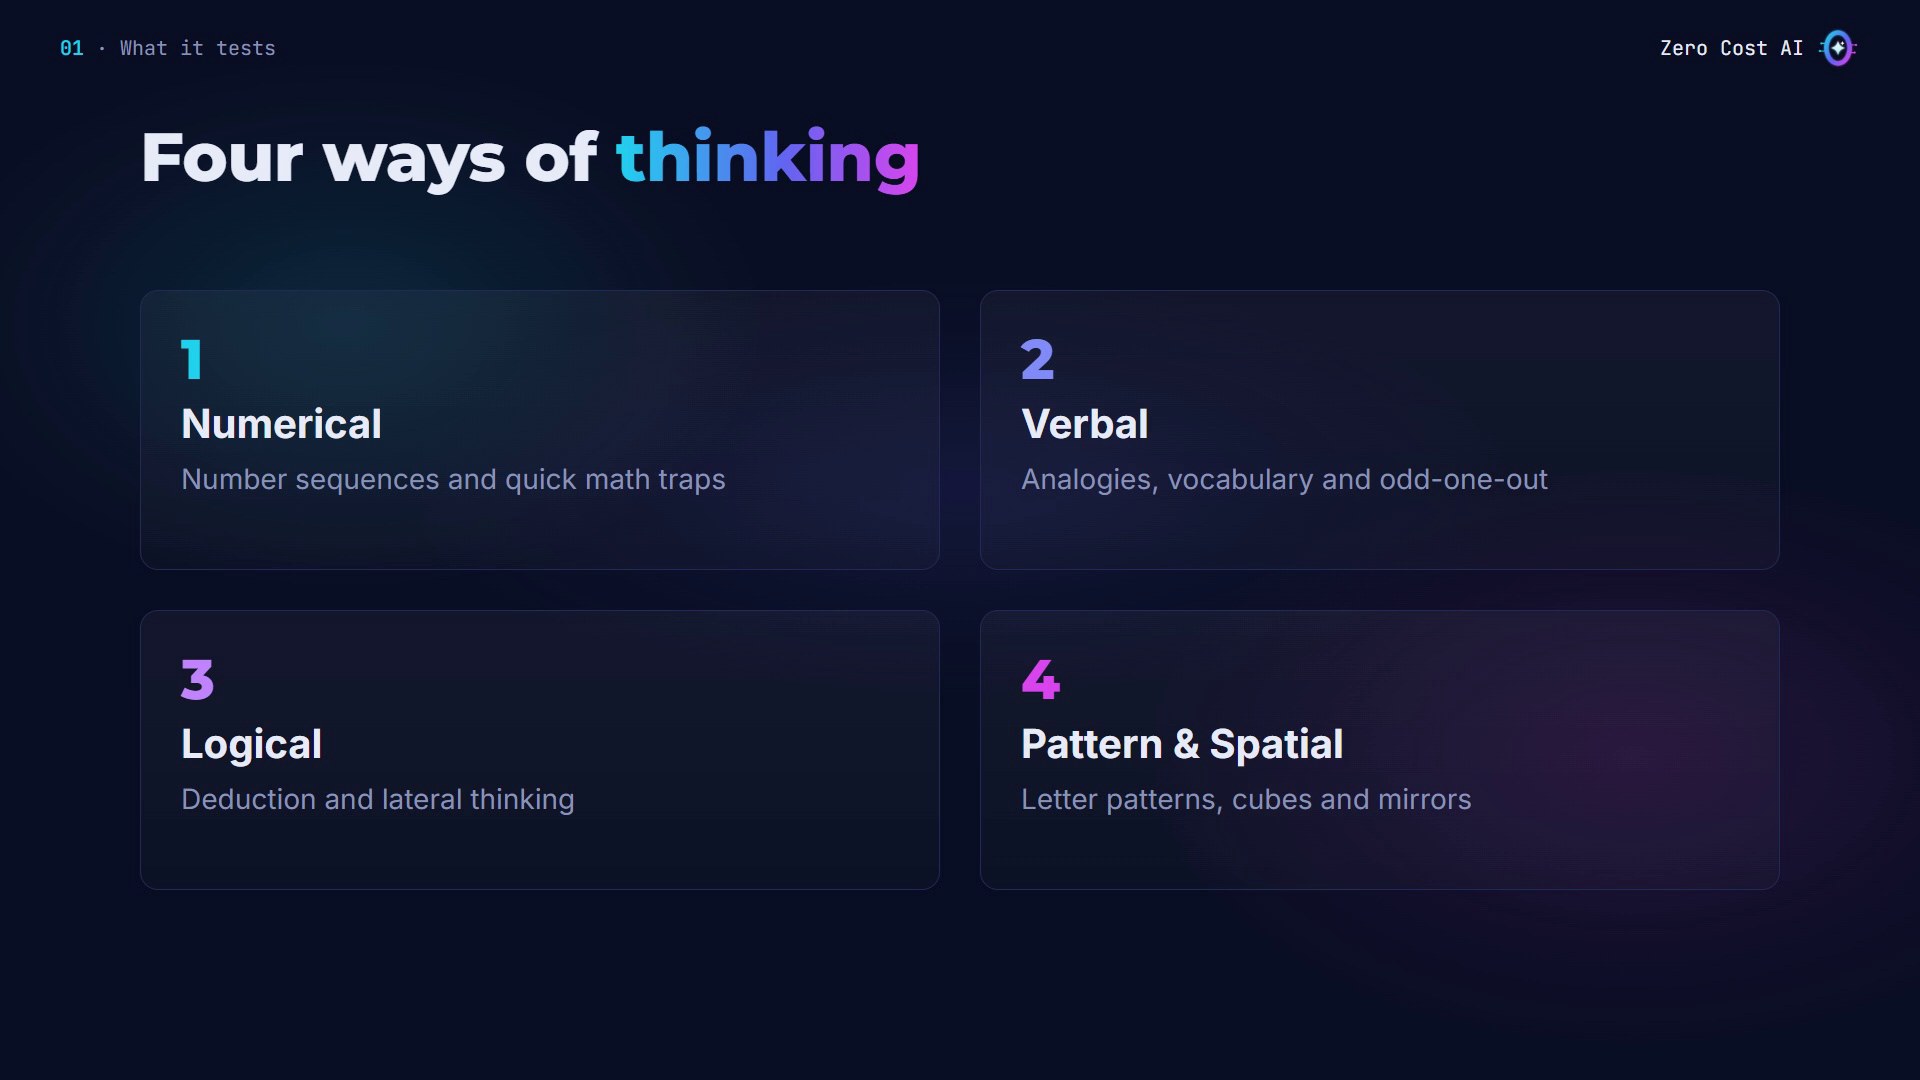 01 · What it tests
Zero Cost AI
Four ways of thinking
1
Numerical
Number sequences and quick math traps
2
Verbal
Analogies, vocabulary and odd-one-out
3
Logical
Deduction and lateral thinking
4
Pattern & Spatial
Letter patterns, cubes and mirrors